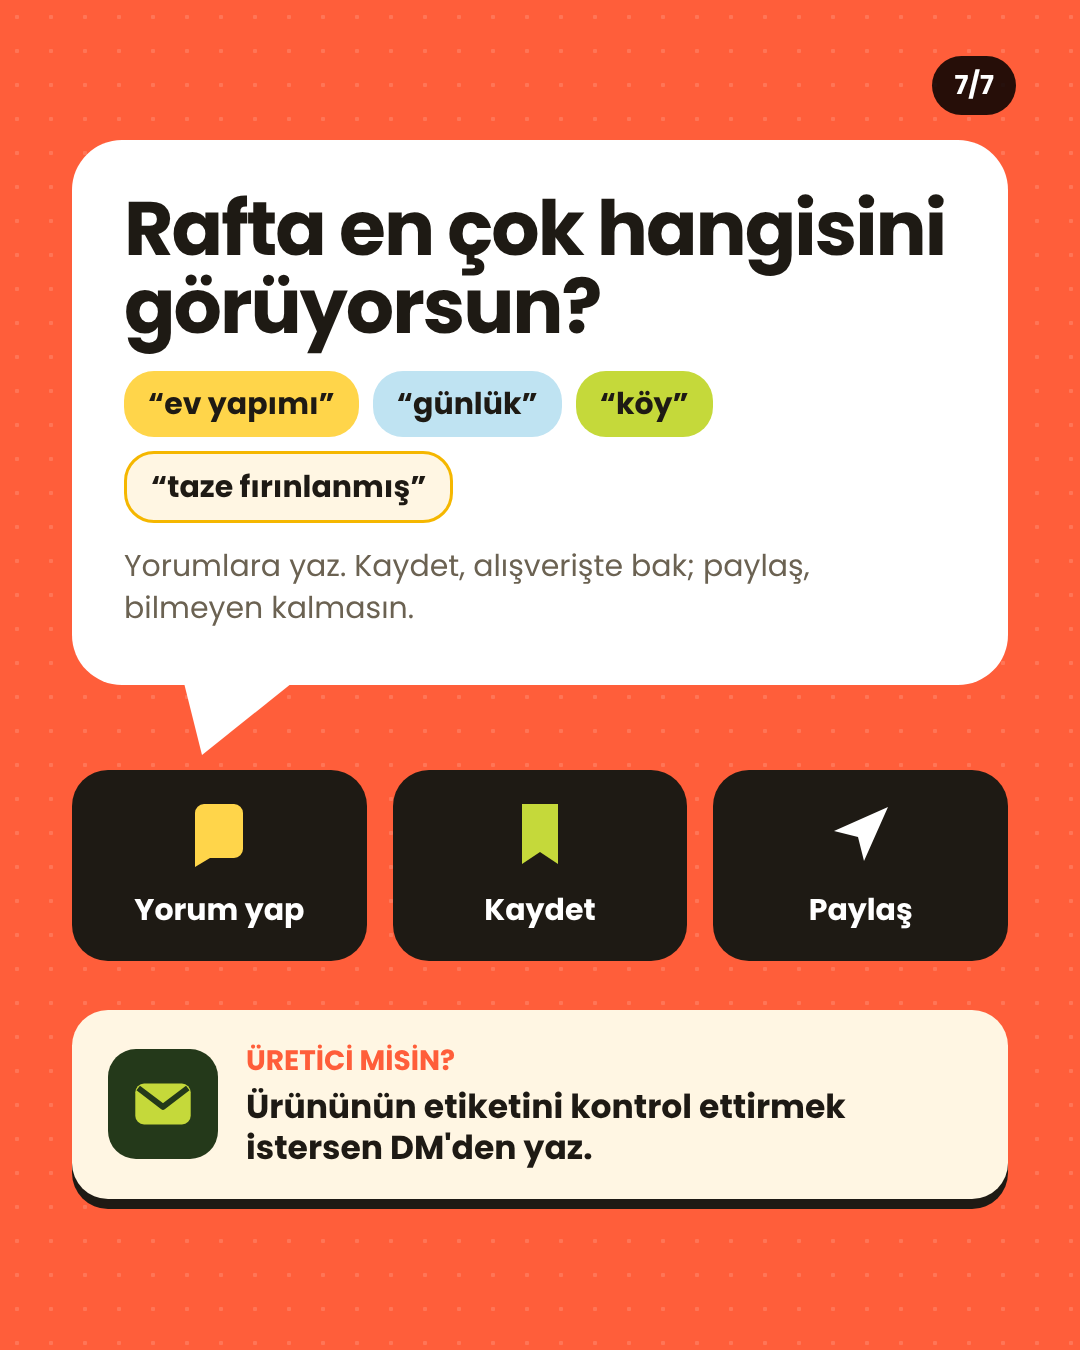 7/7
Rafta en çok hangisini
görüyorsun?
“ev yapımı” “günlük” “köy”
“taze fırınlanmış”
Yorumlara yaz. Kaydet, alışverişte bak; paylaş,
bilmeyen kalmasın.
Yorum yap Kaydet Paylaş
ÜRETİCİ MİSİN?
Ürününün etiketini kontrol ettirmek
istersen DM'den yaz.